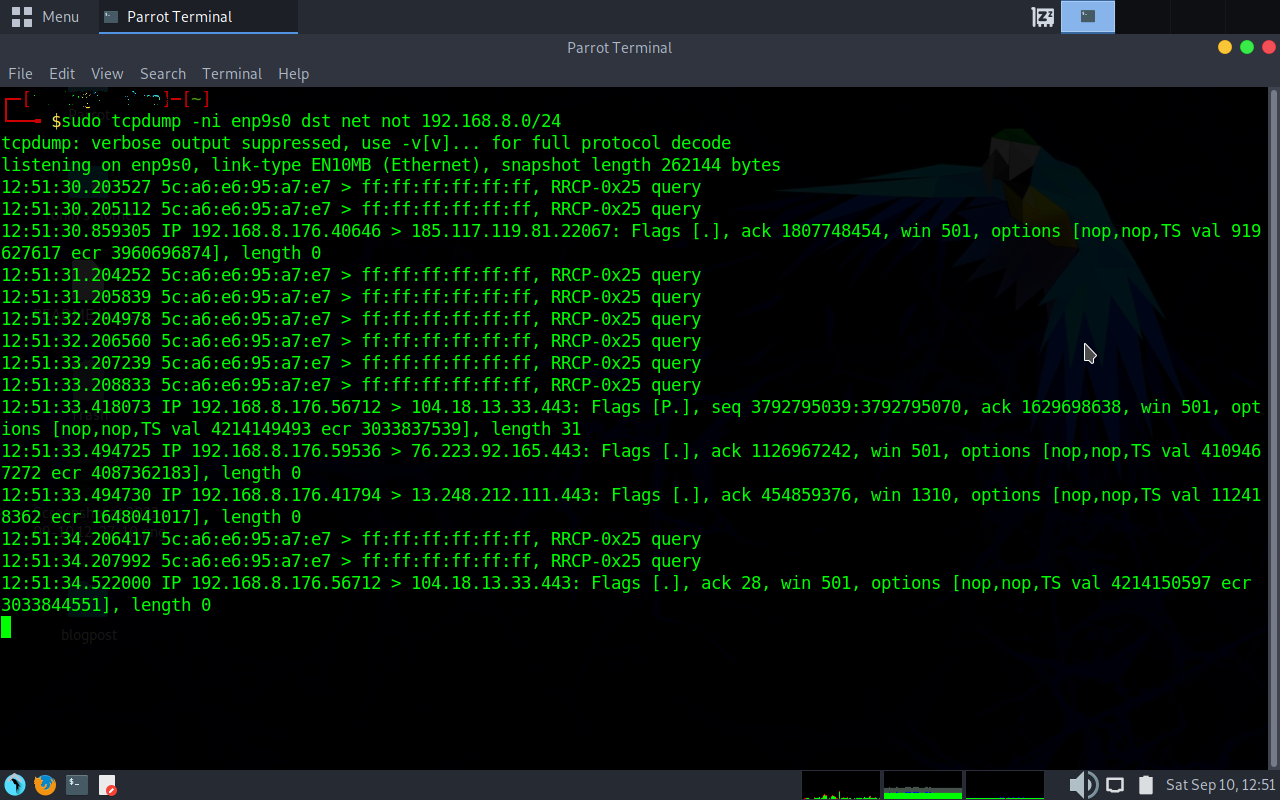 Menu
Parrot Terminal
Parrot Terminal
File Edit View Search Terminal Help
]─[~]
$sudo tcpdump -ni enp9s0 dst net not 192.168.8.0/24
tcpdump: verbose output suppressed, use -v[v]... for full protocol decode
listening on enp9s0, link-type EN10MB (Ethernet), snapshot length 262144 bytes
12:51:30.203527 5c:a6:e6:95:a7:e7 > ff:ff:ff:ff:ff:ff, RRCP-0x25 query
12:51:30.205112 5c:a6:e6:95:a7:e7 > ff:ff:ff:ff:ff:ff, RRCP-0x25 query
12:51:30.859305 IP 192.168.8.176.40646 > 185.117.119.81.22067: Flags [.], ack 1807748454, win 501, options [nop,nop,TS val 919
627617 ecr 3960696874], length 0
12:51:31.204252 5c:a6:e6:95:a7:e7 > ff:ff:ff:ff:ff:ff, RRCP-0x25 query
12:51:31.205839 5c:a6:e6:95:a7:e7 > ff:ff:ff:ff:ff:ff, RRCP-0x25 query
12:51:32.204978 5c:a6:e6:95:a7:e7 > ff:ff:ff:ff:ff:ff, RRCP-0x25 query
12:51:32.206560 5c:a6:e6:95:a7:e7 > ff:ff:ff:ff:ff:ff, RRCP-0x25 query
12:51:33.207239 5c:a6:e6:95:a7:e7 > ff:ff:ff:ff:ff:ff, RRCP-0x25 query
12:51:33.208833 5c:a6:e6:95:a7:e7 > ff:ff:ff:ff:ff:ff, RRCP-0x25 query
12:51:33.418073 IP 192.168.8.176.56712 > 104.18.13.33.443: Flags [P.], seq 3792795039:3792795070, ack 1629698638, win 501, opt
ions [nop,nop,TS val 4214149493 ecr 3033837539], length 31
12:51:33.494725 IP 192.168.8.176.59536 > 76.223.92.165.443: Flags [.], ack 1126967242, win 501, options [nop,nop,TS val 410946
7272 ecr 4087362183], length 0
12:51:33.494730 IP 192.168.8.176.41794 > 13.248.212.111.443: Flags [.], ack 454859376, win 1310, options [nop,nop,TS val 11241
8362 ecr 1648041017], length 0
12:51:34.206417 5c:a6:e6:95:a7:e7 > ff:ff:ff:ff:ff:ff, RRCP-0x25 query
12:51:34.207992 5c:a6:e6:95:a7:e7 > ff:ff:ff:ff:ff:ff, RRCP-0x25 query
12:51:34.522000 IP 192.168.8.176.56712 > 104.18.13.33.443: Flags [.], ack 28, win 501, options [nop,nop,TS val 4214150597 ecr
3033844551], length 0
blogpost
Sat Sep 10, 12:51